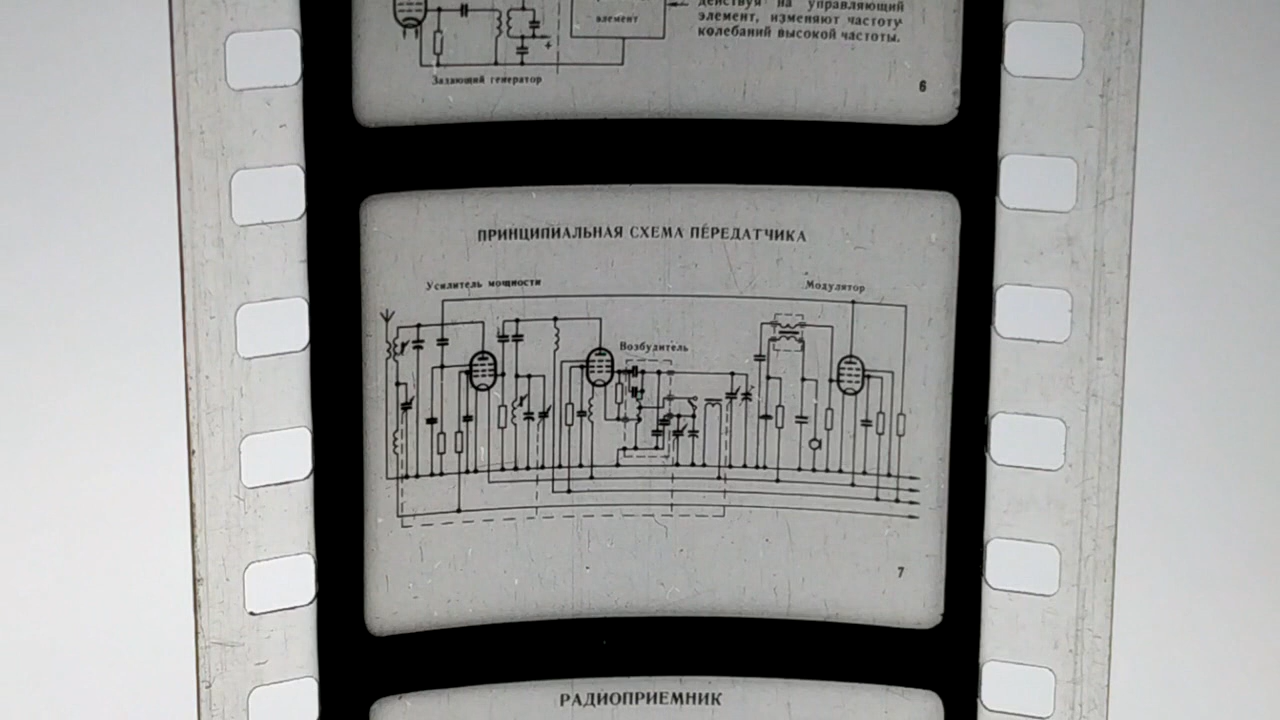 действуя на управляющий
элемент, изменяют частоту
колебаний высокой частоты.
элемент
+
Задающий генератор
6
ПРИНЦИПИАЛЬНАЯ СХЕМА ПЕРЕДАТЧИКА
Усилитель мощности
Модулятор
Возбудитель
7
РАДИОПРИЕМНИК